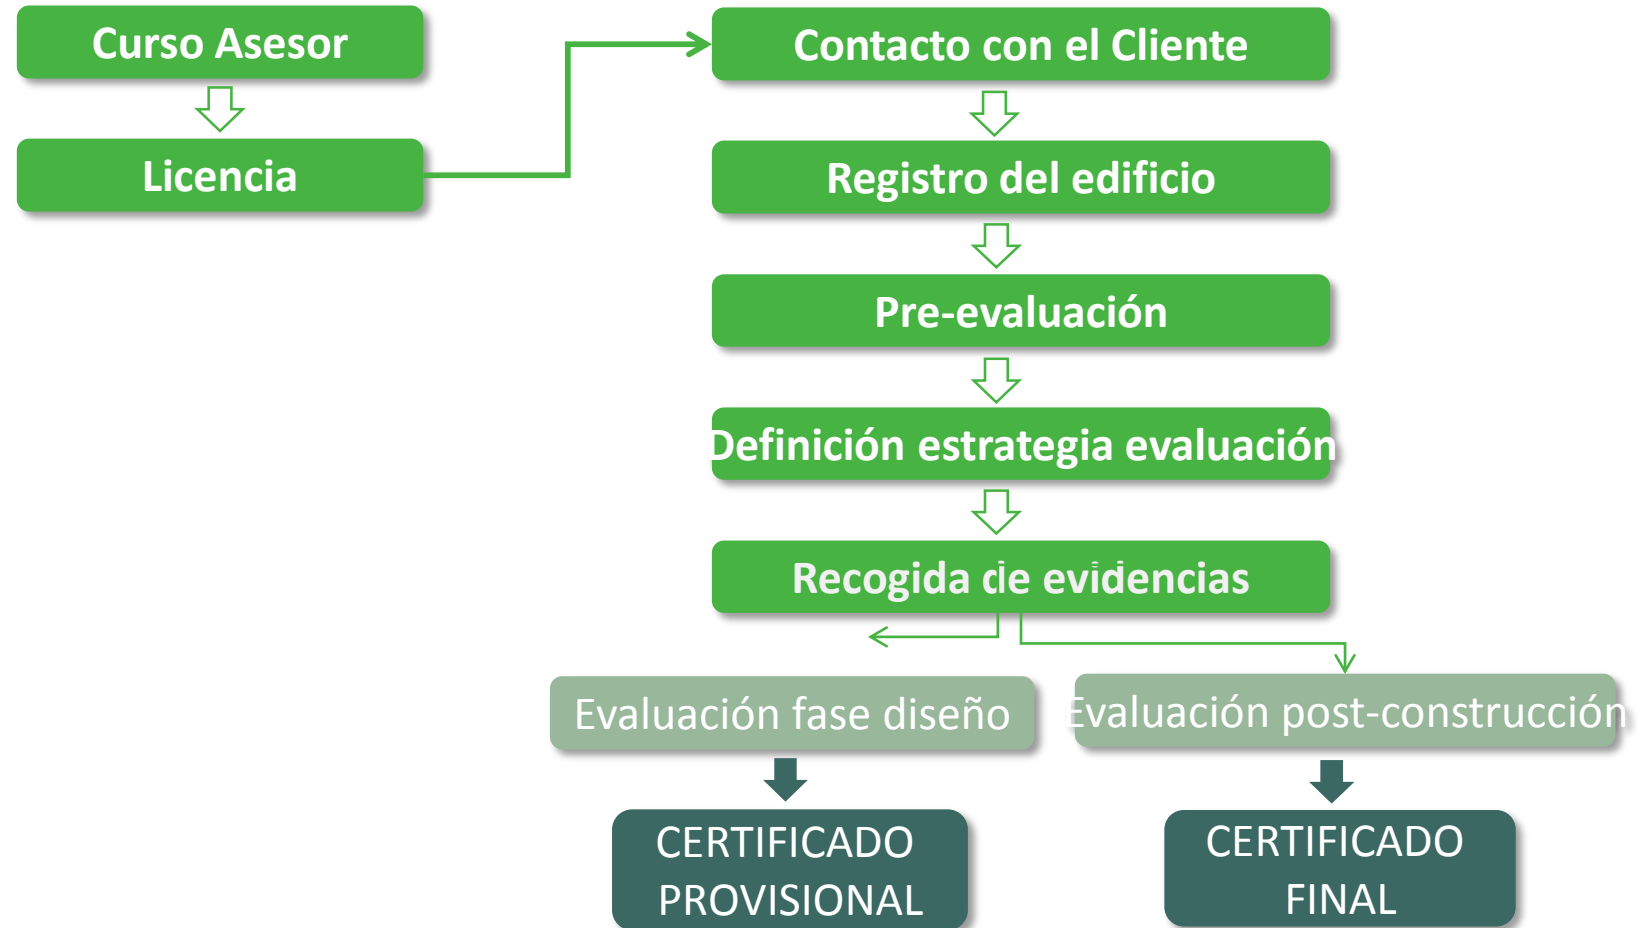 Curso Asesor
Licencia
Contacto con el Cliente
Registro del edificio
Pre-evaluación
Definición estrategia evaluación
Recogida de evidencias
Evaluación fase diseño
Evaluación post-construcción
CERTIFICADO
PROVISIONAL
CERTIFICADO
FINAL